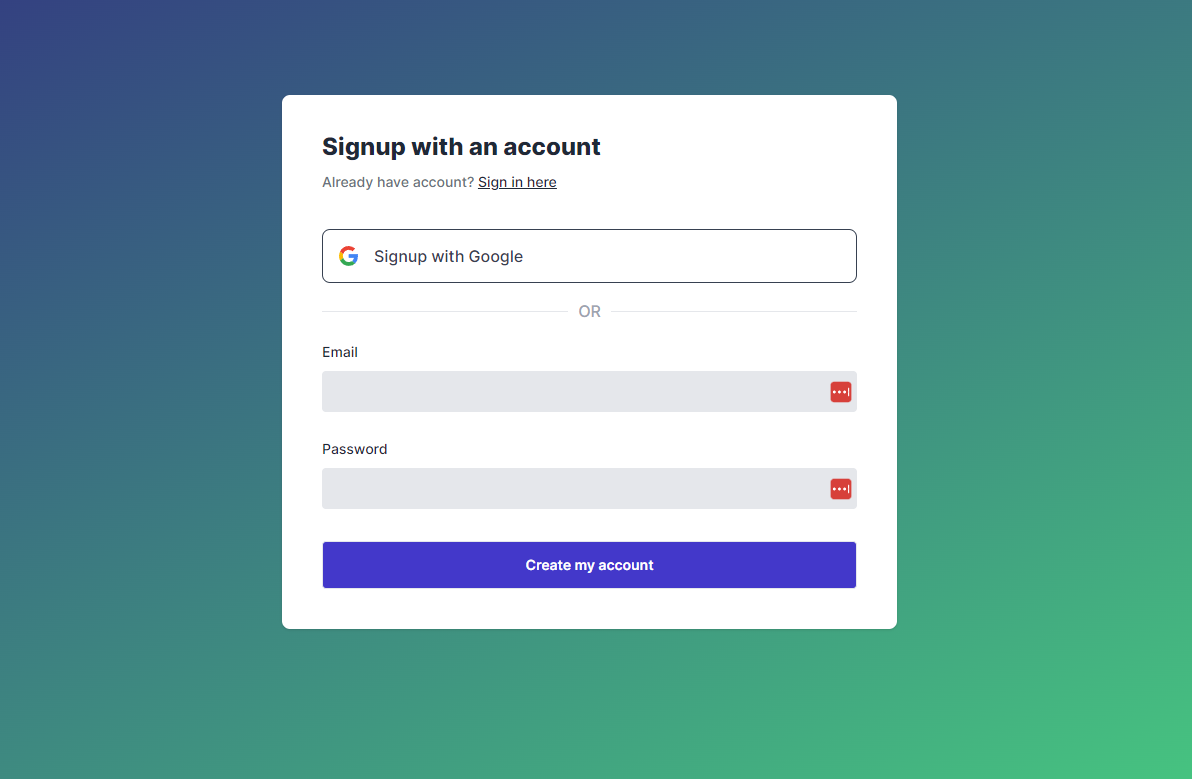 Signup with an account
Already have account? Sign in here
Signup with Google
OR
Email
Password
Create my account